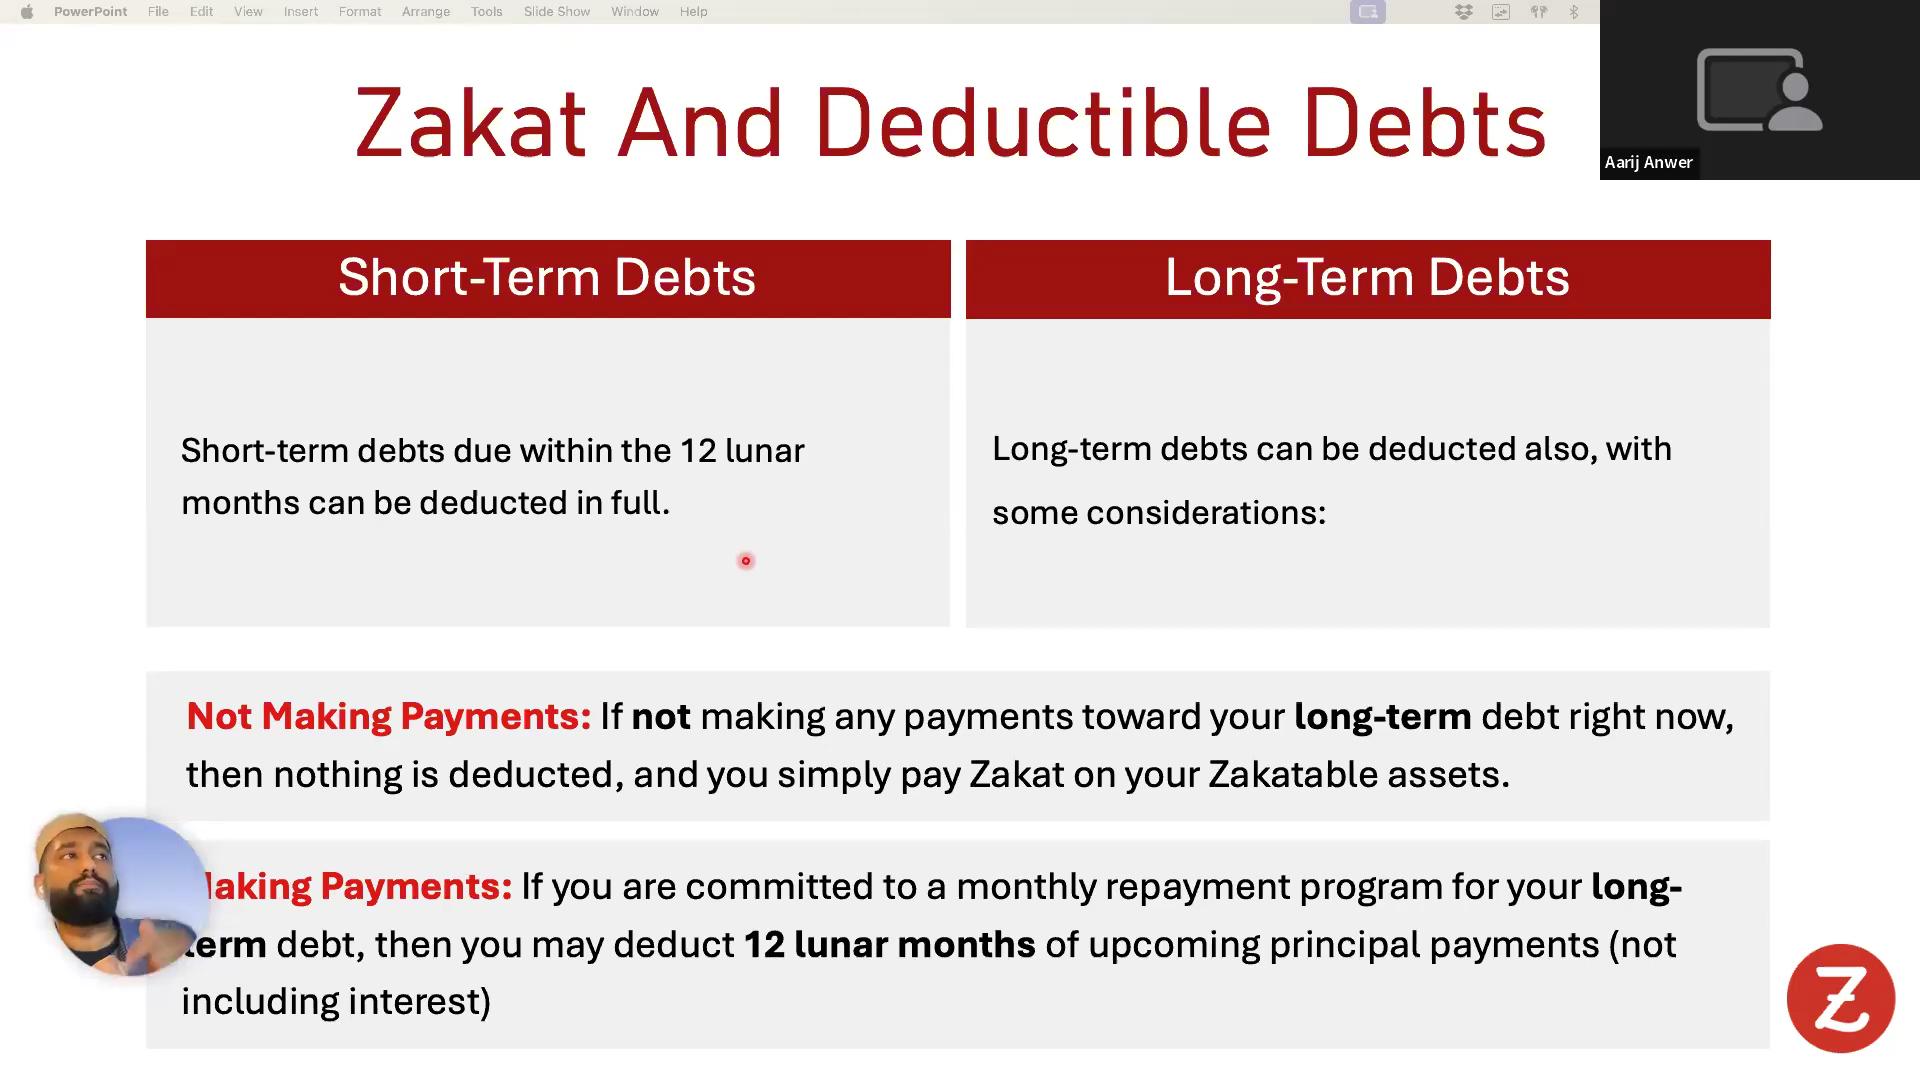 PowerPoint File Edit View Insert Format Arrange Tools Slide Show Window Help
Zakat And Deductible Debts
Aarij Anwer
Short-Term Debts
Short-term debts due within the 12 lunar
months can be deducted in full.
Long-Term Debts
Long-term debts can be deducted also, with
some considerations:
Not Making Payments: If not making any payments toward your long-term debt right now,
then nothing is deducted, and you simply pay Zakat on your Zakatable assets.
Making Payments: If you are committed to a monthly repayment program for your long-
term debt, then you may deduct 12 lunar months of upcoming principal payments (not
including interest)
Z